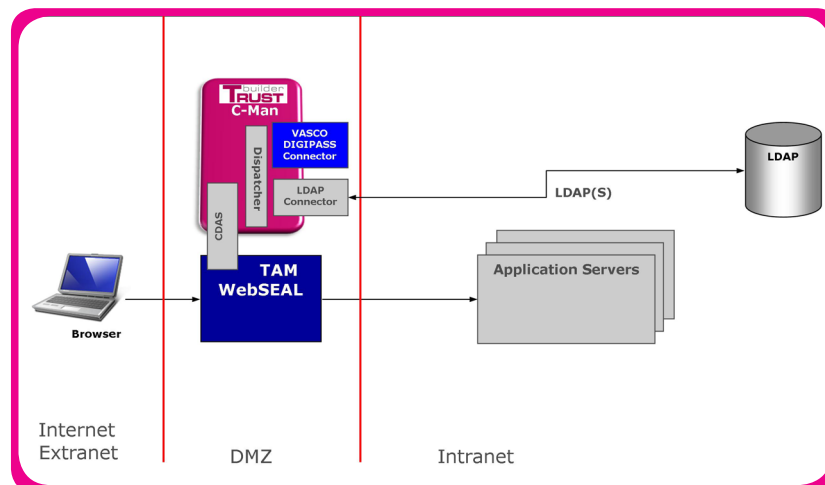 builder
TRUST
C-Man
VASCO
DIGIPASS
Connector
Dispatcher
LDAP
Connector
CDAS
LDAP
LDAP(S)
TAM
WebSEAL
Application Servers
Browser
Internet
Extranet
DMZ
Intranet